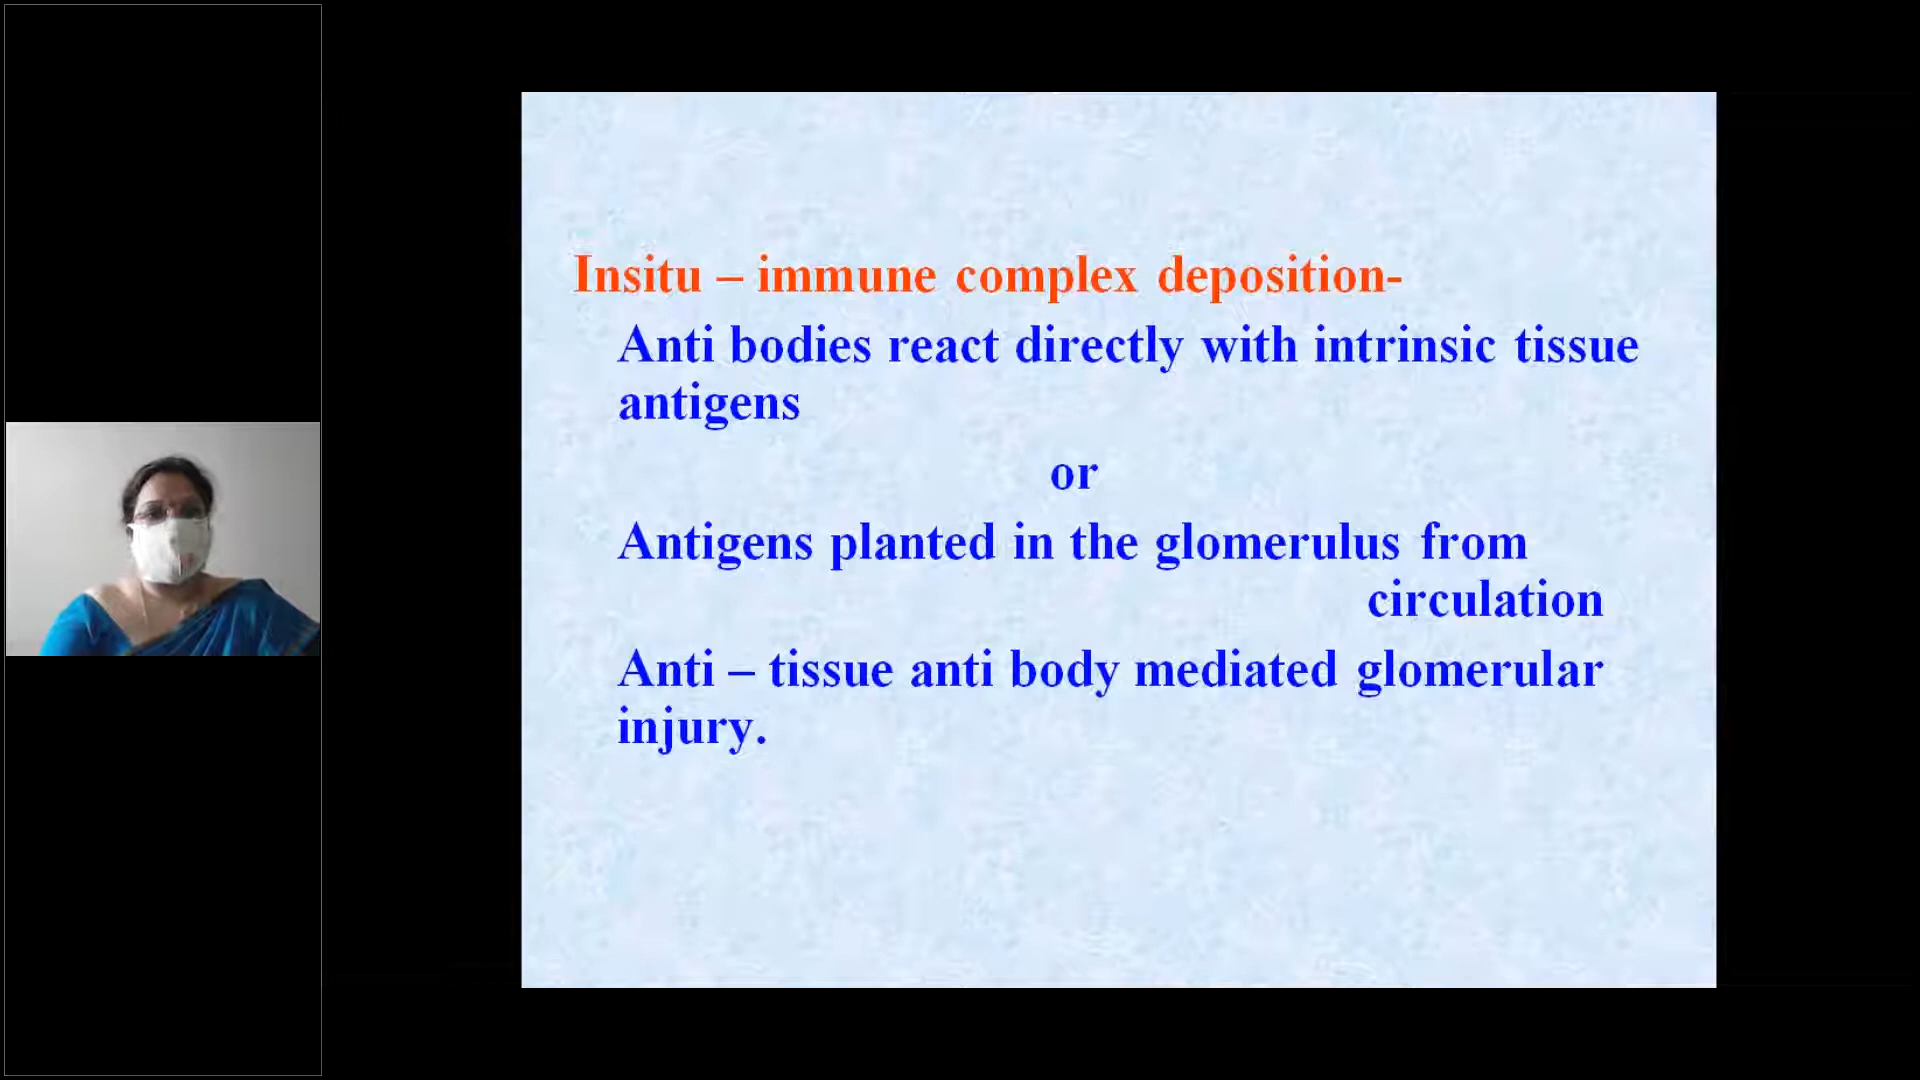 Insitu – immune complex deposition-
Anti bodies react directly with intrinsic tissue
antigens
or
Antigens planted in the glomerulus from
circulation
Anti – tissue anti body mediated glomerular
injury.